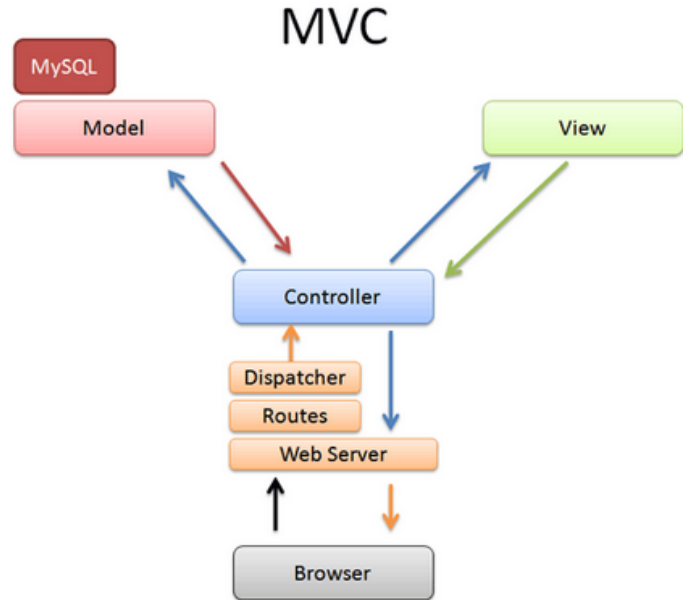 MVC
MySQL
Model
View
Controller
Dispatcher
Routes
Web Server
Browser